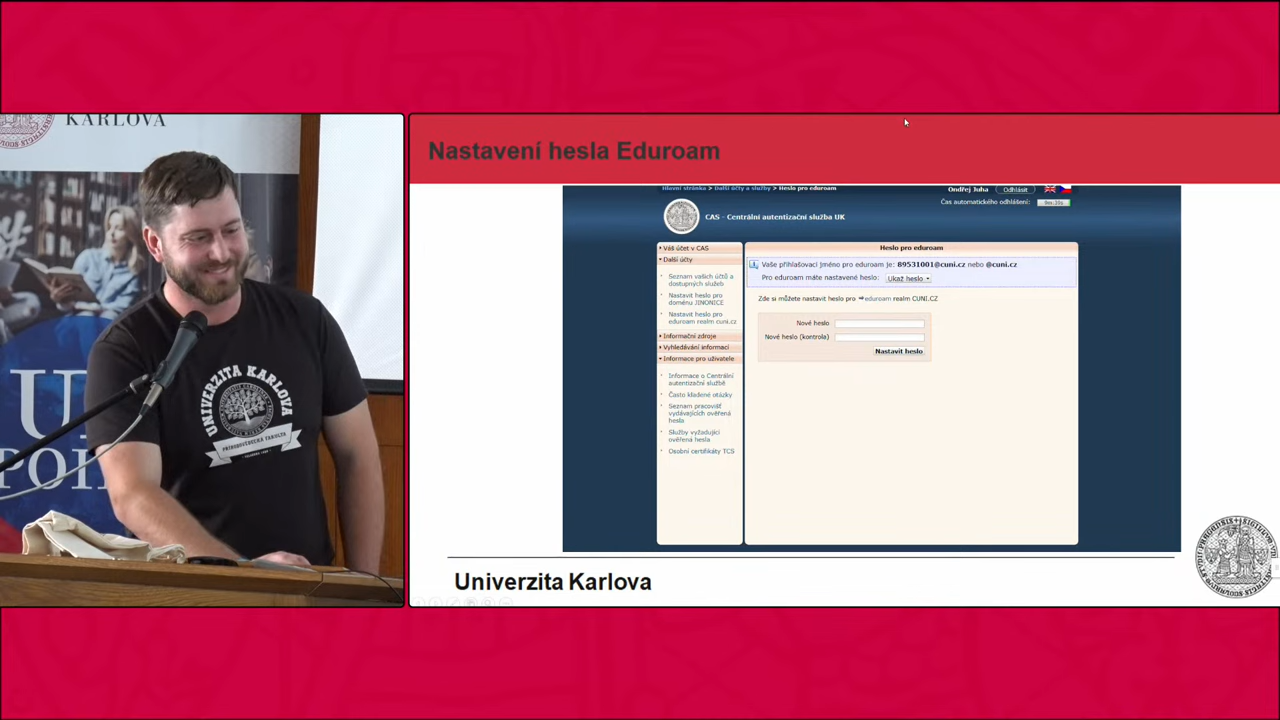 KARLOVA
UNIVERZITA KARLOVA
PŘÍRODOVĚDECKÁ FAKULTA
Nastavení hesla Eduroam
Hlavní stránka > Další účty a služby > Heslo pro eduroam
Ondřej Juha
Odhlásit
Čas automatického odhlášení:
CAS - Centrální autentizační služba UK
Váš účet v CAS
Další účty
Seznam vašich účtů a
dostupných služeb
Nastavit heslo pro
doménu JINONICE
Nastavit heslo pro
eduroam realm cuni.cz
Informační zdroje
Vyhledávání informací
Informace pro uživatele
Informace o Centrální
autentizační službě
Často kladené otázky
Seznam pracovišť
vydávajících ověřená
hesla
Služby vyžadující
ověřená hesla
Osobní certifikáty TCS
Heslo pro eduroam
Vaše přihlašovací jméno pro eduroam je: 89531001@cuni.cz nebo @cuni.cz
Pro eduroam máte nastavené heslo: Ukaž heslo
Zde si můžete nastavit heslo pro eduroam realm CUNI.CZ
Nové heslo
Nové heslo (kontrola)
Nastavit heslo
Univerzita Karlova